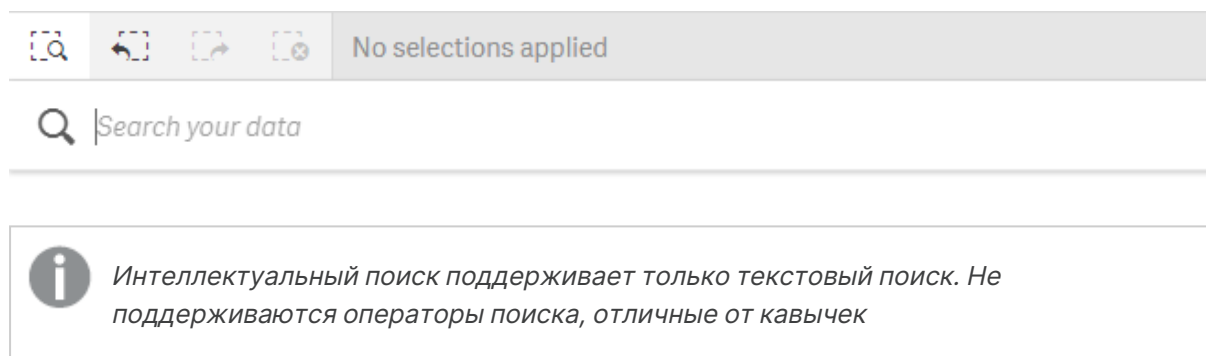 No selections applied
Search your data
Интеллектуальный поиск поддерживает только текстовый поиск. Не
поддерживаются операторы поиска, отличные от кавычек